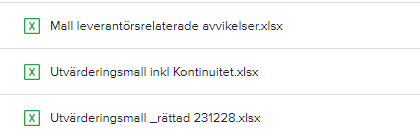 Mall leverantörsrelaterade avvikelser.xlsx
Utvärderingsmall inkl Kontinuitet.xlsx
Utvärderingsmall _rättad 231228.xlsx